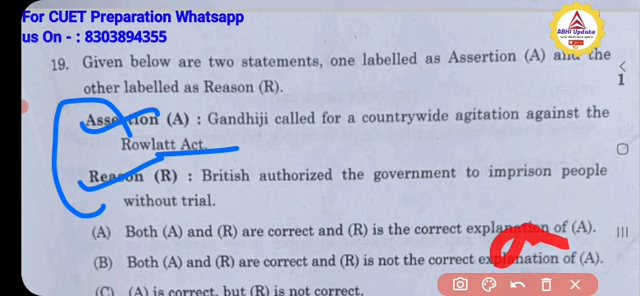 For CUET Preparation Whatsapp
us On - : 8303894355
ABHI Update
19. Given below are two statements, one labelled as Assertion (A) and the
other labelled as Reason (R).
Assertion (A) : Gandhiji called for a countrywide agitation against the
Rowlatt Act.
Reason (R) : British authorized the government to imprison people
without trial.
(A) Both (A) and (R) are correct and (R) is the correct explanation of (A).
(B) Both (A) and (R) are correct and (R) is not the correct explanation of (A).
(C) (A) is correct, but (R) is not correct.
1